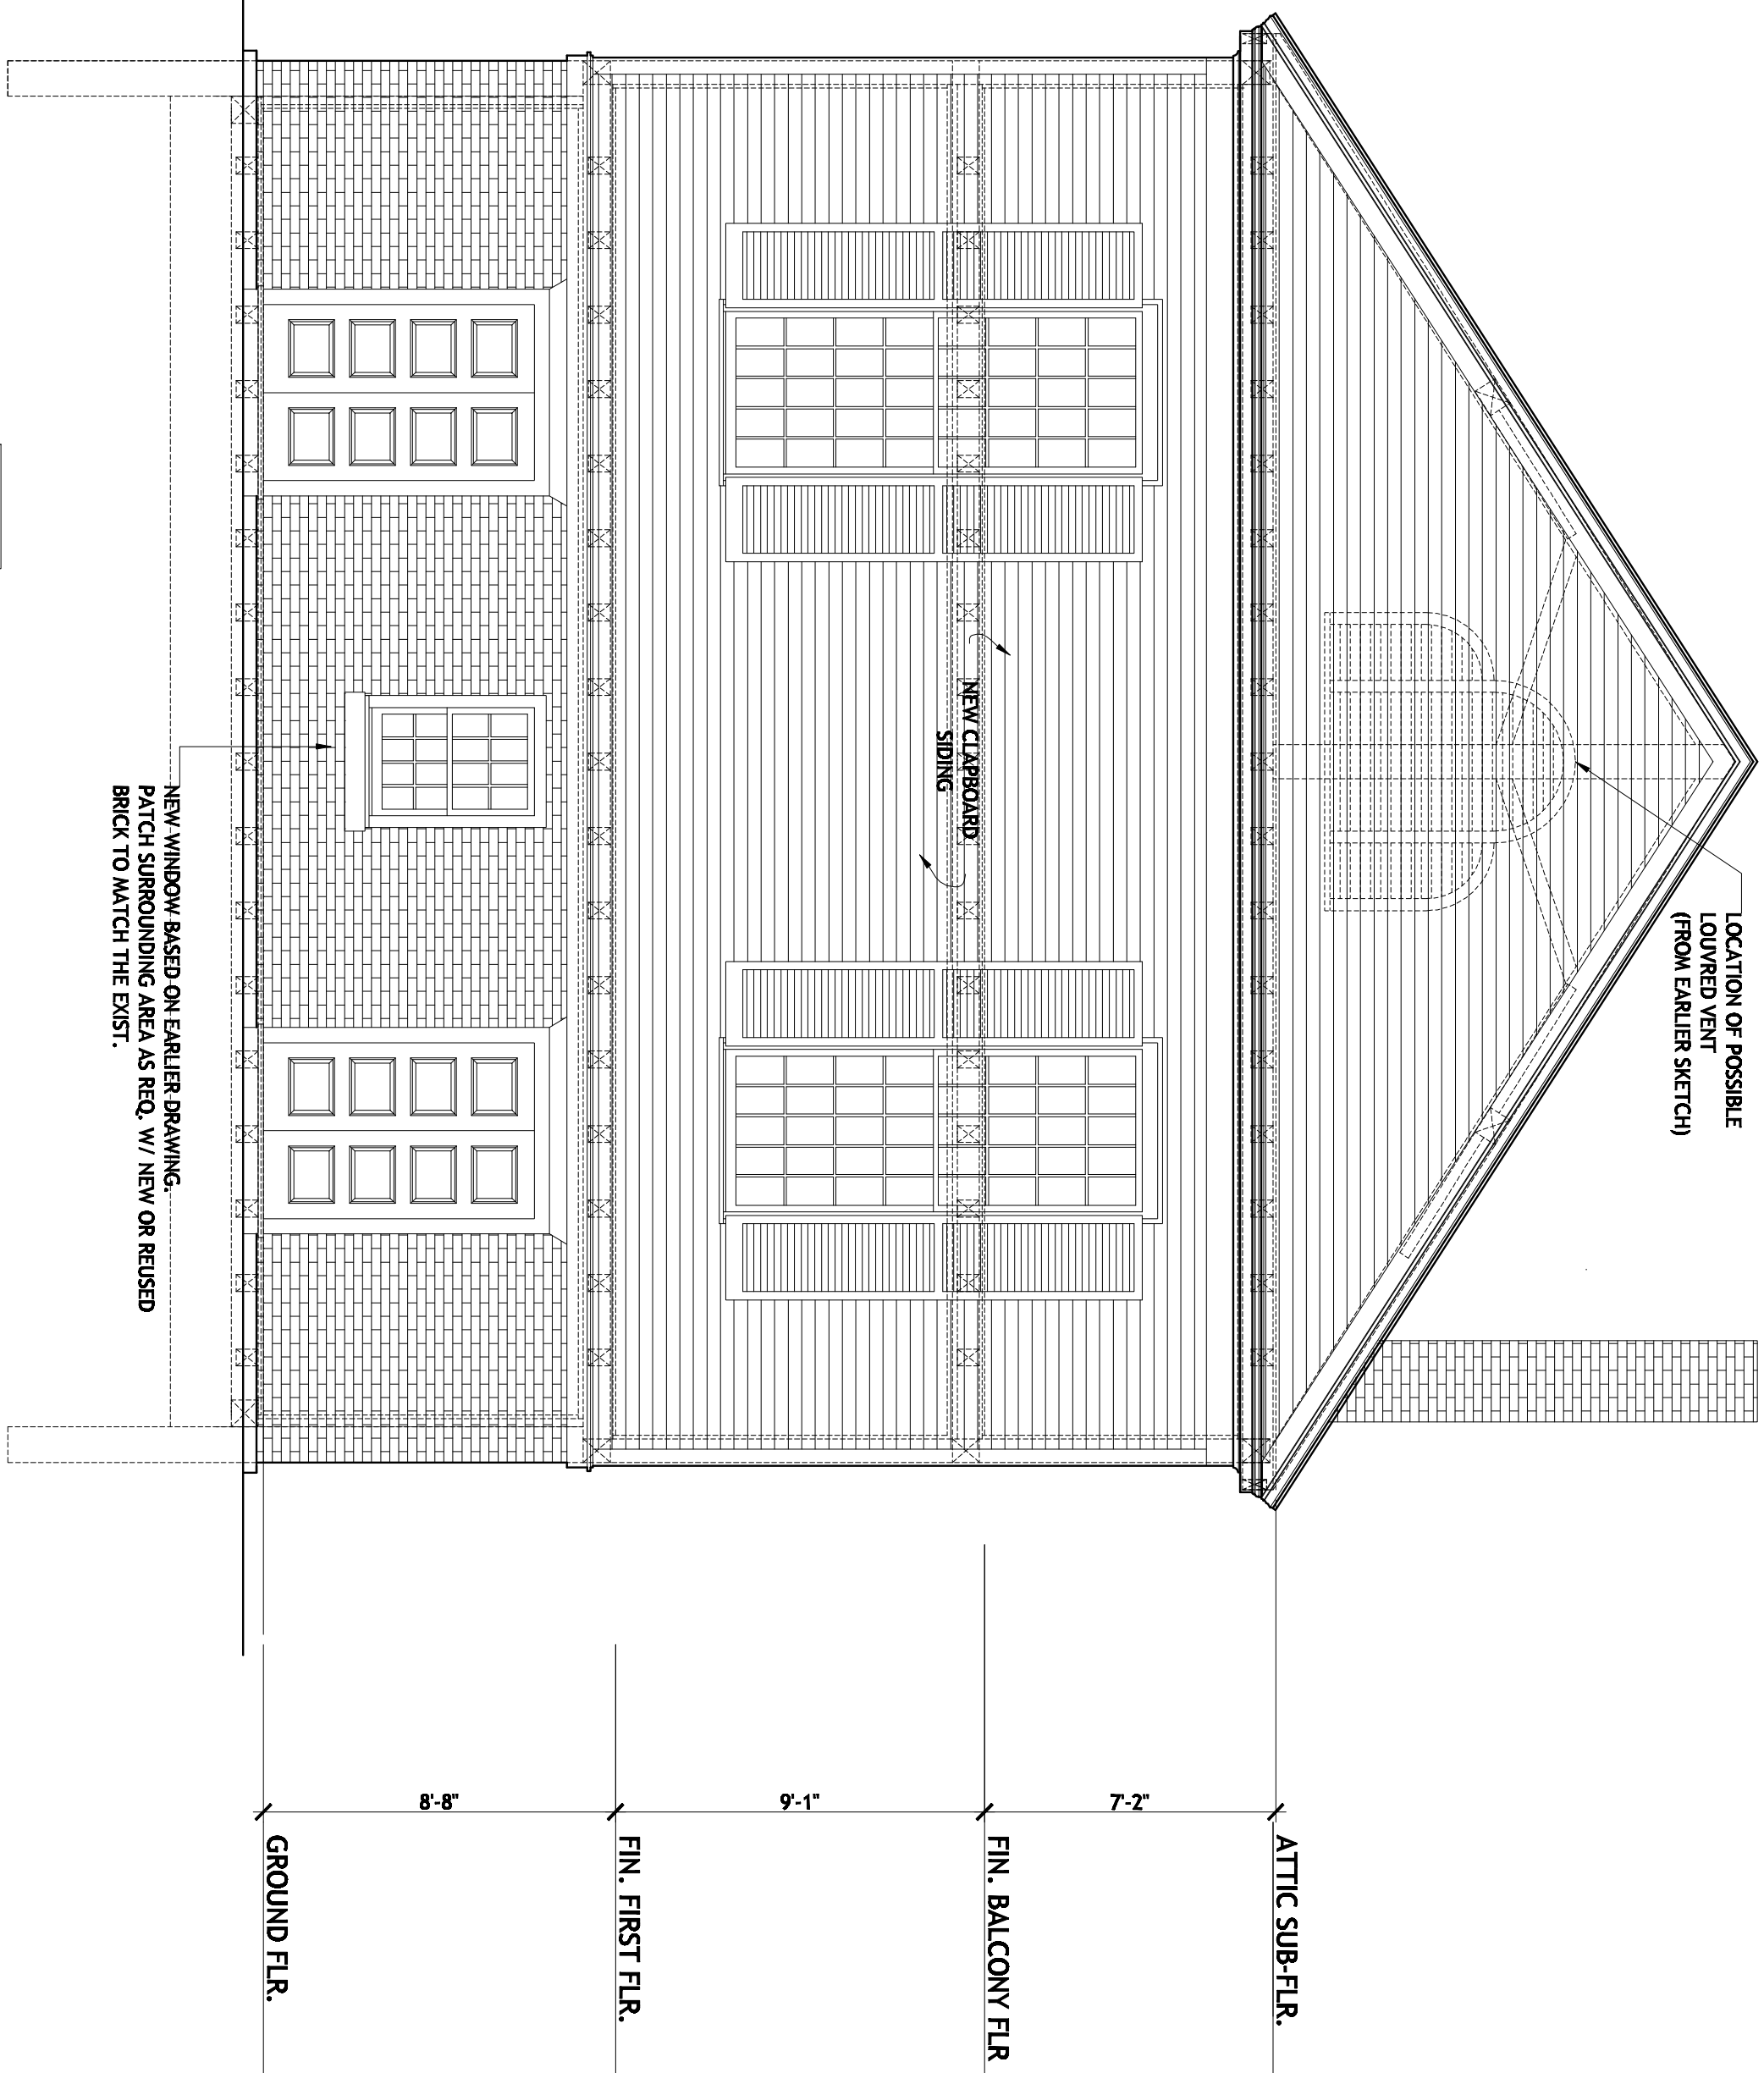 LOCATION OF POSSIBLE
LOUVRED VENT
(FROM EARLIER SKETCH)
ATTIC SUB-FLR.
7'-2"
FIN. BALCONY FLR
NEW CLAPBOARD
SIDING
9'-1"
FIN. FIRST FLR.
8'-8"
GROUND FLR.
NEW WINDOW BASED ON EARLIER DRAWING.
PATCH SURROUNDING AREA AS REQ. W/ NEW OR REUSED
BRICK TO MATCH THE EXIST.